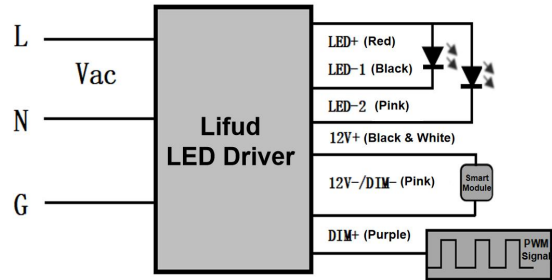 L
Vac
N
G
Lifud
LED Driver
LED+ (Red)
LED-1 (Black)
LED-2 (Pink)
12V+ (Black & White)
12V-/DIM- (Pink)
DIM+ (Purple)
Smart
Module
PWM
Signal